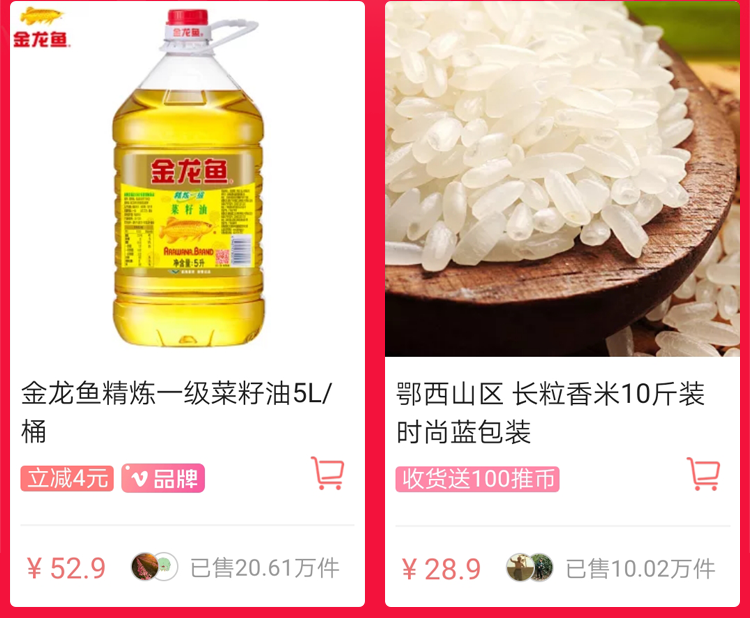 金龙鱼
金龙鱼
金龙鱼
精炼一级
菜籽油
ARAWANA BRAND
净含量:5升
金龙鱼精炼一级菜籽油5L/
桶
立减4元 品牌
¥ 52.9 已售20.61万件
鄂西山区 长粒香米10斤装
时尚蓝包装
收货送100推币
¥ 28.9 已售10.02万件